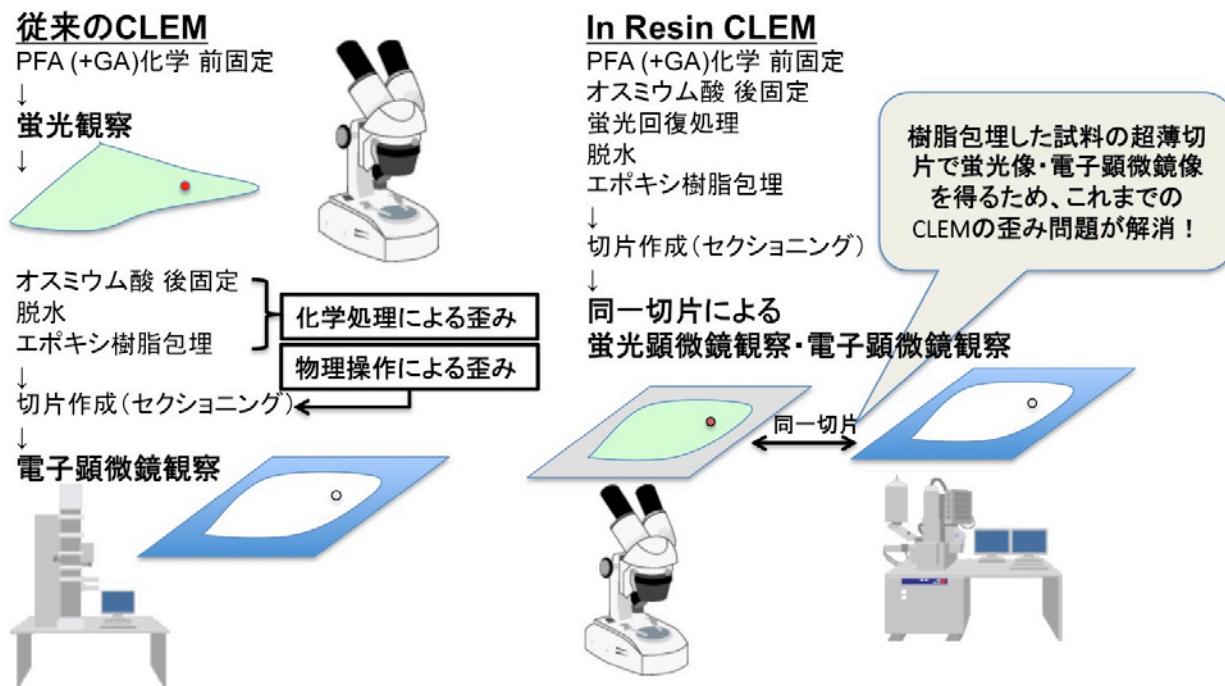 従来のCLEM
PFA (+GA)化学 前固定
↓
蛍光観察
↓
オスミウム酸 後固定
脱水
エポキシ樹脂包埋
化学処理による歪み
物理操作による歪み
↓
切片作成(セクショニング)
↓
電子顕微鏡観察
In Resin CLEM
PFA (+GA)化学 前固定
オスミウム酸 後固定
蛍光回復処理
脱水
エポキシ樹脂包埋
↓
切片作成(セクショニング)
↓
同一切片による
蛍光顕微鏡観察・電子顕微鏡観察
同一切片
樹脂包埋した試料の超薄切
片で蛍光像・電子顕微鏡像
を得るため、これまでの
CLEMの歪み問題が解消！